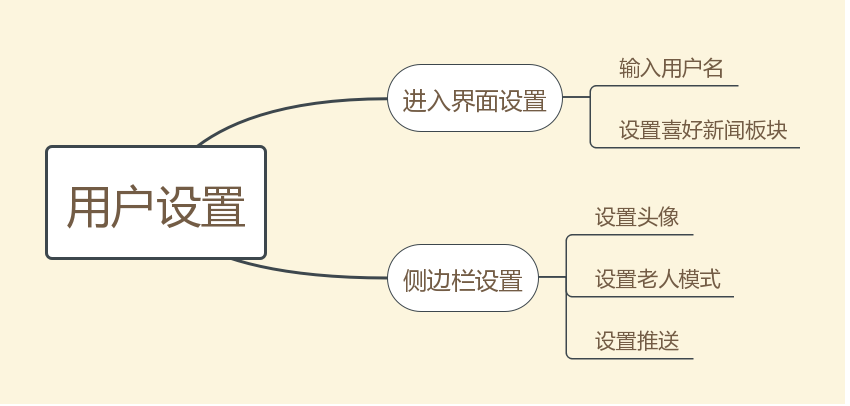 用户设置
进入界面设置
输入用户名
设置喜好新闻板块
侧边栏设置
设置头像
设置老人模式
设置推送